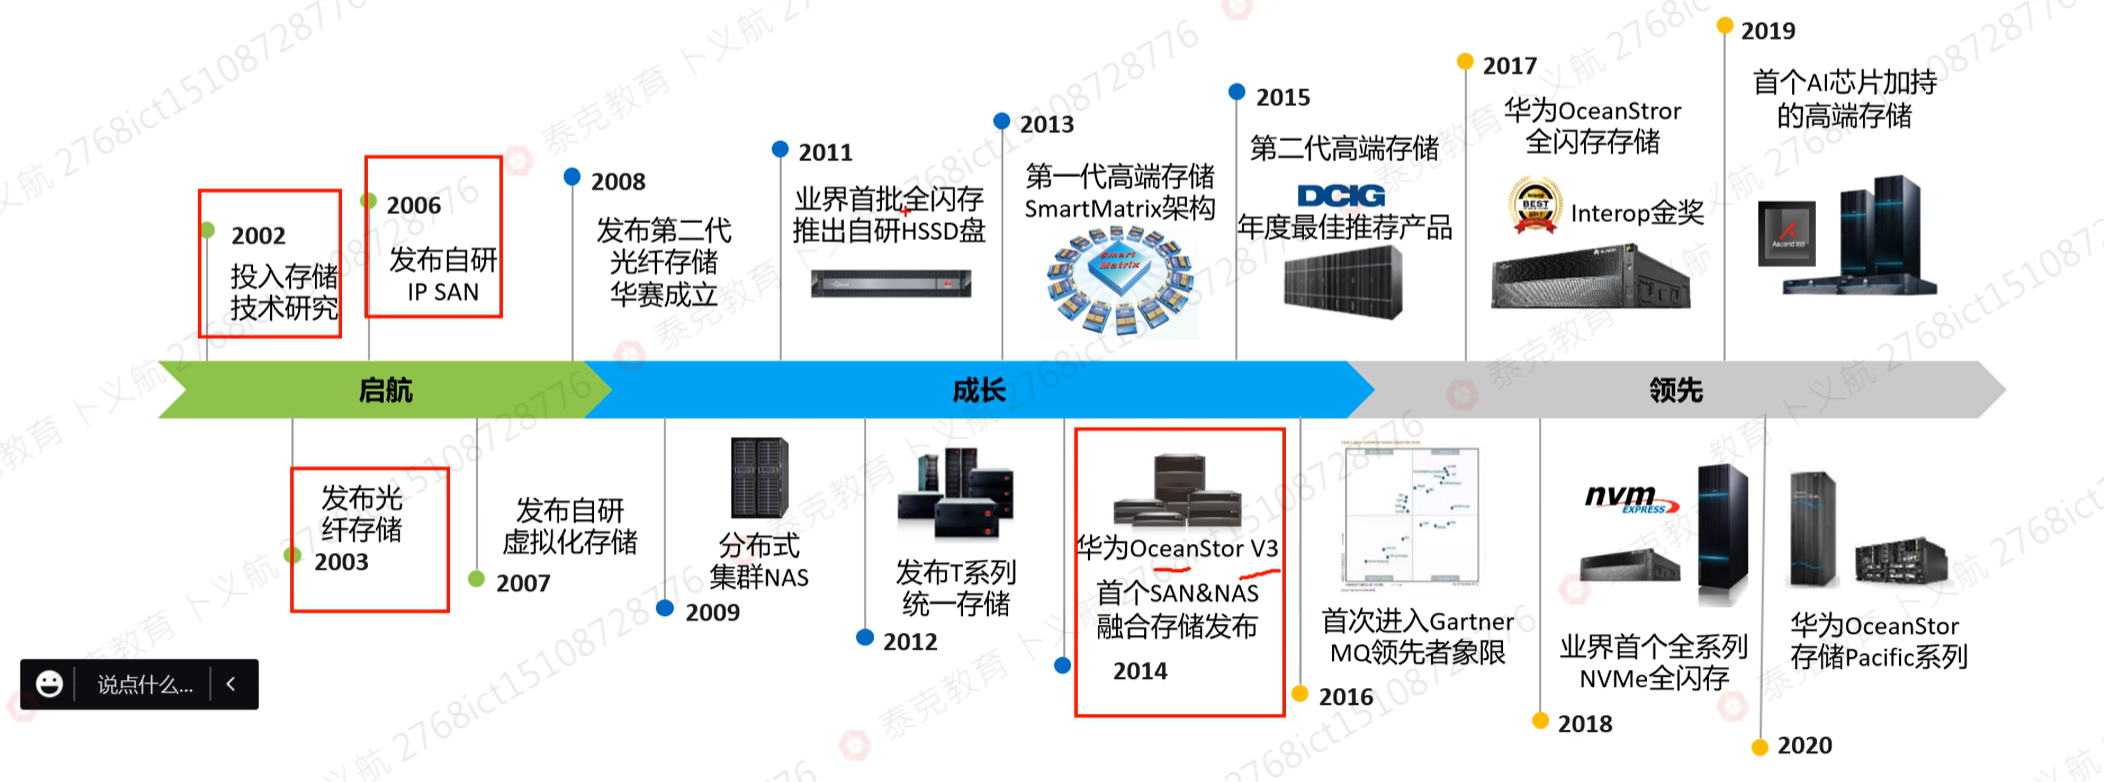 2002
投入存储
技术研究
2006
发布自研
IP SAN
2008
发布第二代
光纤存储
华赛成立
2011
业界首批全闪存
推出自研HSSD盘
2013
第一代高端存储
SmartMatrix架构
Smart
Matrix
2015
第二代高端存储
DCIG
年度最佳推荐产品
2017
华为OceanStror
全闪存存储
BEST
Interop金奖
2019
首个AI芯片加持
的高端存储
Ascend 910
启航
成长
领先
发布光
纤存储
2003
发布自研
虚拟化存储
2007
分布式
集群NAS
2009
发布T系列
统一存储
2012
华为OceanStor V3
首个SAN&NAS
融合存储发布
2014
首次进入Gartner
MQ领先者象限
2016
nvm
EXPRESS
业界首个全系列
NVMe全闪存
2018
华为OceanStor
存储Pacific系列
2020
说点什么...
泰克教育 卜义航 2768ict15108728776